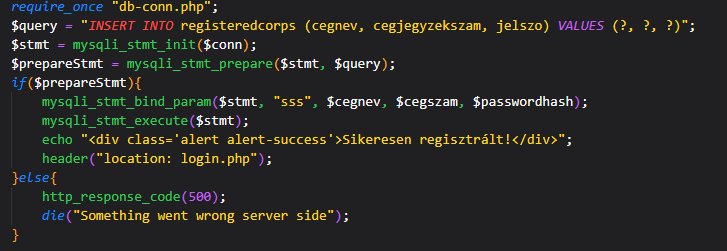 require_once "db-conn.php";
$query = "INSERT INTO registeredcorps (cegnev, cegjegyzekszam, jelszo) VALUES (?, ?, ?)";
$stmt = mysqli_stmt_init($conn);
$prepareStmt = mysqli_stmt_prepare($stmt, $query);
if($prepareStmt){
    mysqli_stmt_bind_param($stmt, "sss", $cegnev, $cegszam, $passwordhash);
    mysqli_stmt_execute($stmt);
    echo "<div class='alert alert-success'>Sikeresen regisztrált!</div>";
    header("location: login.php");
}else{
    http_response_code(500);
    die("Something went wrong server side");
}